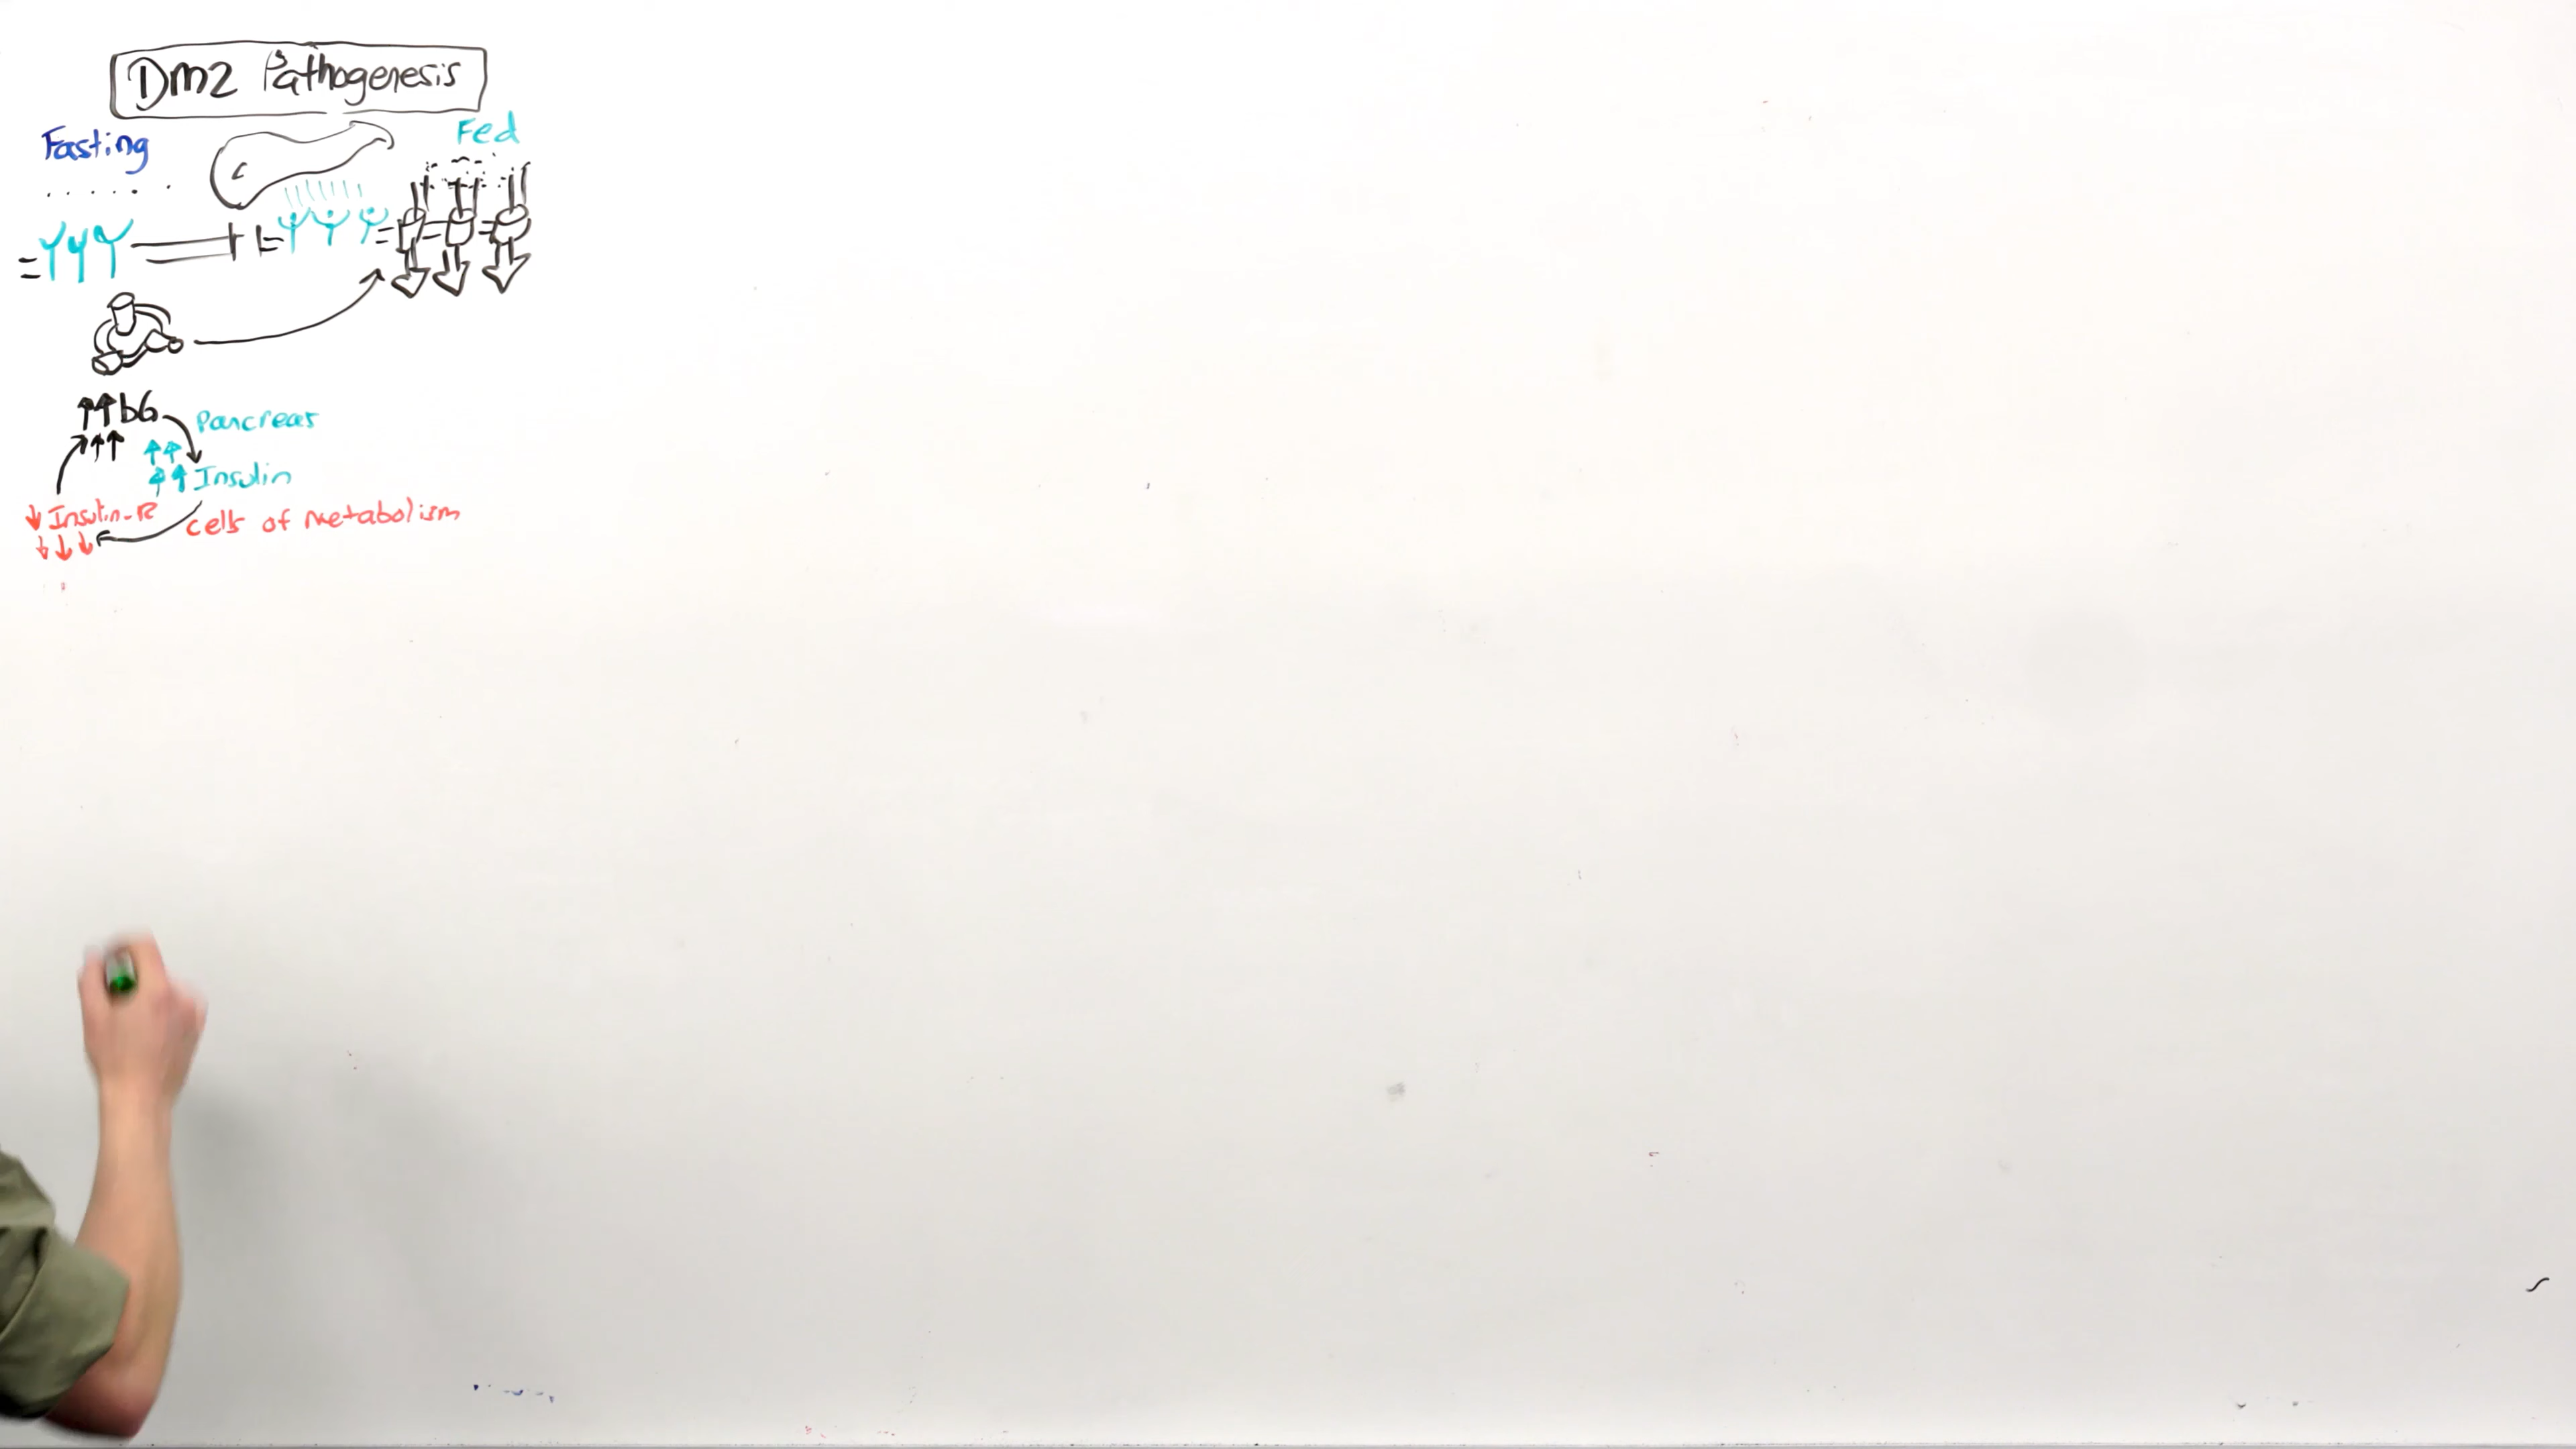 Dm2 Pathogenesis
Fasting
Fed
↑↑bG
↑↑↑
Pancreas
↑↑
↑↑ Insulin
↓ Insulin-R
↓↓↓
cells of metabolism